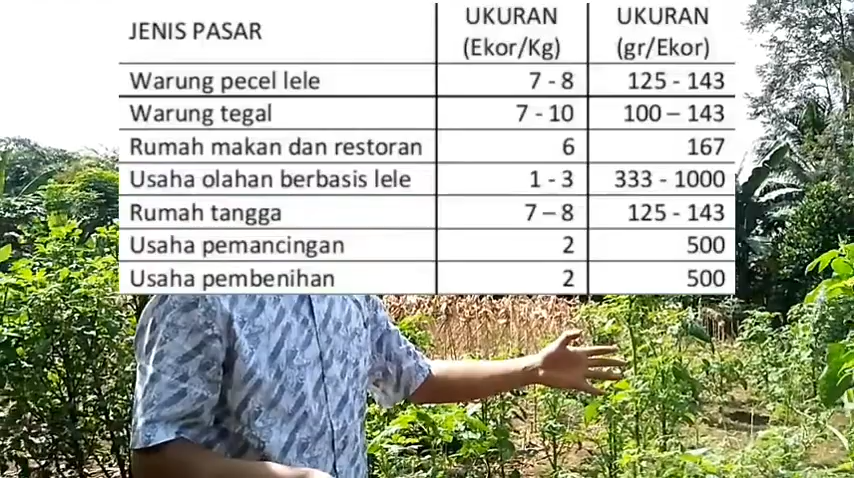 JENIS PASAR UKURAN (Ekor/Kg) UKURAN (gr/Ekor)
Warung pecel lele 7 - 8 125 - 143
Warung tegal 7 - 10 100 – 143
Rumah makan dan restoran 6 167
Usaha olahan berbasis lele 1 - 3 333 - 1000
Rumah tangga 7 – 8 125 - 143
Usaha pemancingan 2 500
Usaha pembenihan 2 500